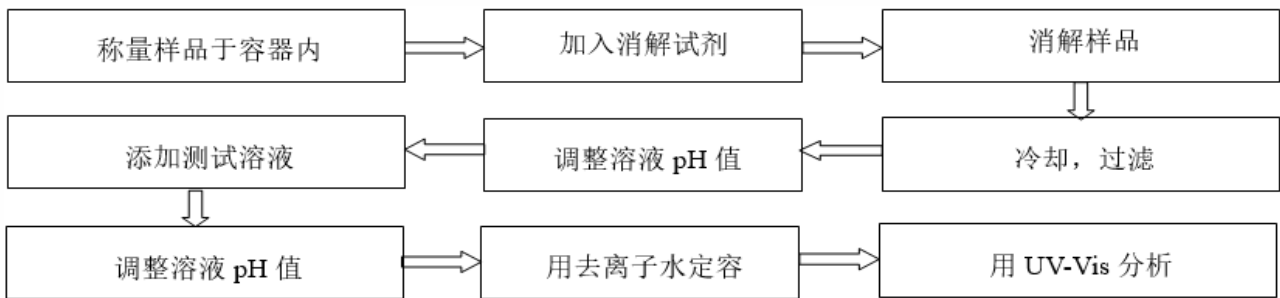 称量样品于容器内
加入消解试剂
消解样品
冷却，过滤
调整溶液 pH 值
添加测试溶液
调整溶液 pH 值
用去离子水定容
用 UV-Vis 分析